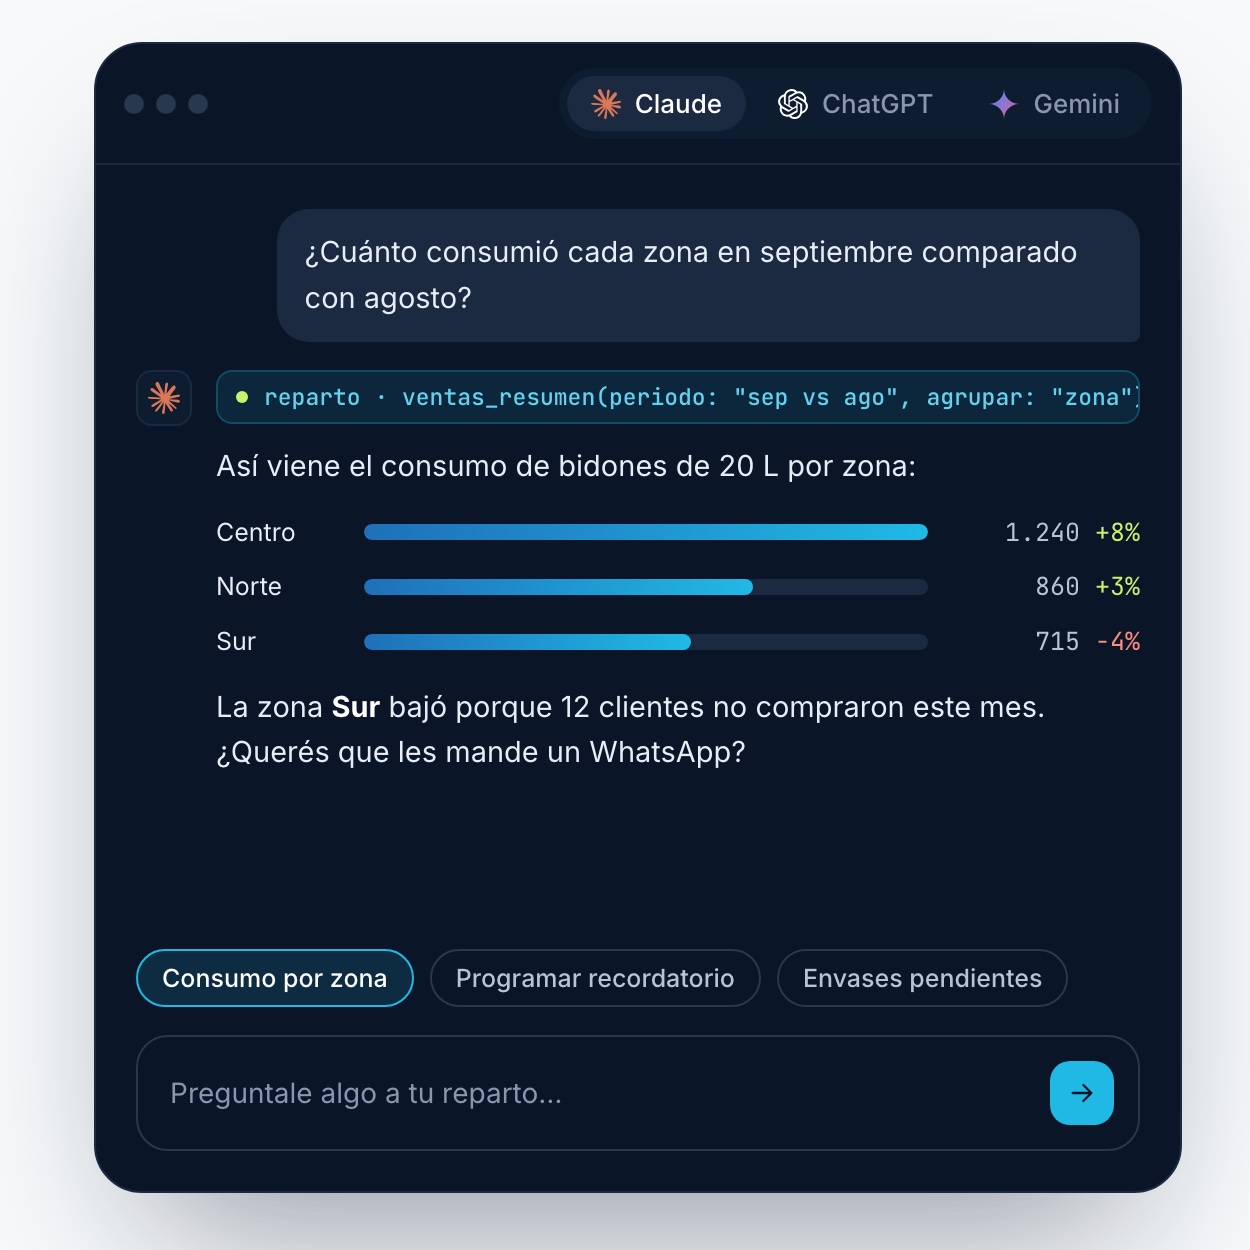 Claude ChatGPT Gemini
¿Cuánto consumió cada zona en septiembre comparado
con agosto?
reparto · ventas_resumen(periodo: "sep vs ago", agrupar: "zona")
Así viene el consumo de bidones de 20 L por zona:
Centro 1.240 +8%
Norte 860 +3%
Sur 715 -4%
La zona Sur bajó porque 12 clientes no compraron este mes.
¿Querés que les mande un WhatsApp?
Consumo por zona Programar recordatorio Envases pendientes
Preguntale algo a tu reparto...